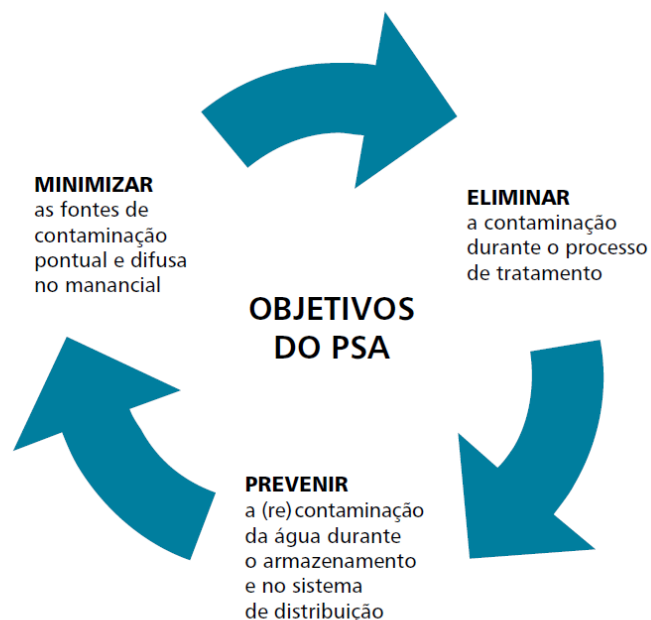 MINIMIZAR
as fontes de
contaminação
pontual e difusa
no manancial
ELIMINAR
a contaminação
durante o processo
de tratamento
OBJETIVOS
DO PSA
PREVENIR
a (re)contaminação
da água durante
o armazenamento
e no sistema
de distribuição